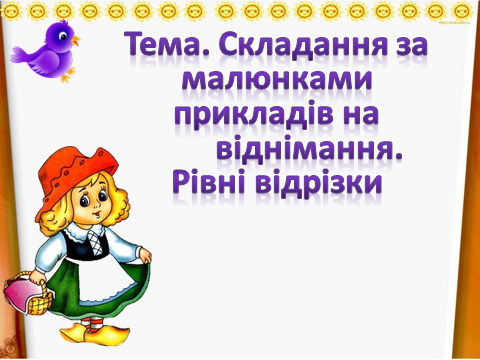 Тема. Складання за
малюнками
прикладів на
віднімання.
Рівні відрізки